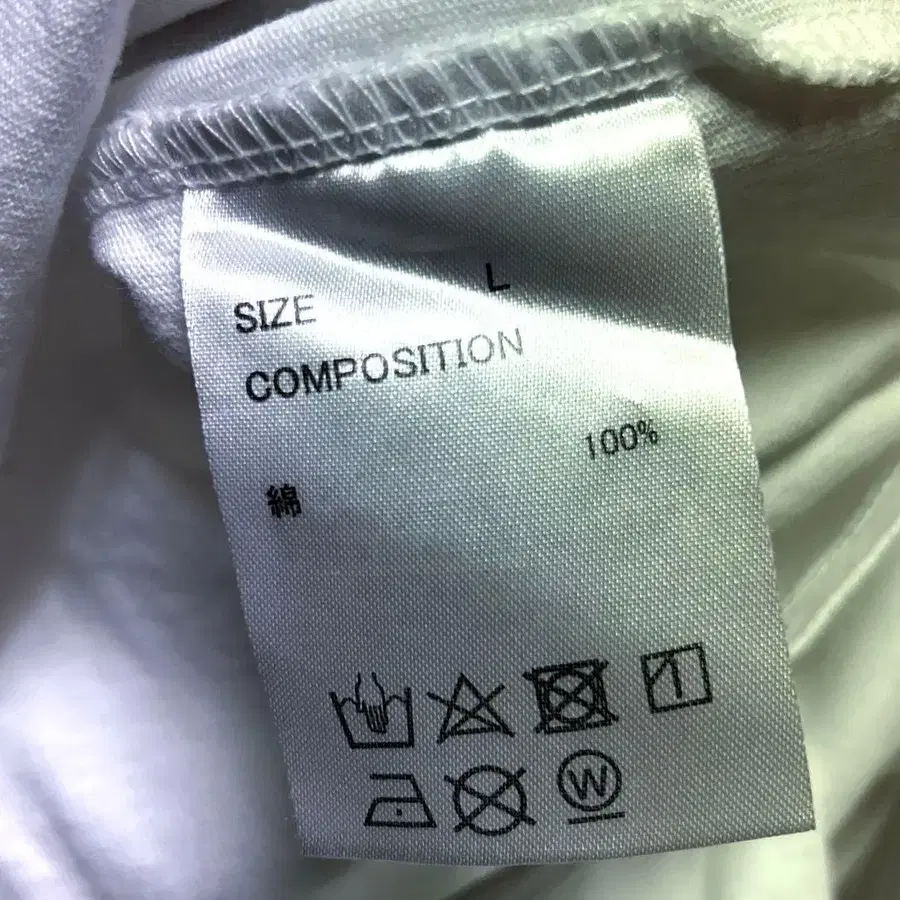 SIZE L
COMPOSITION
綿 100%
W